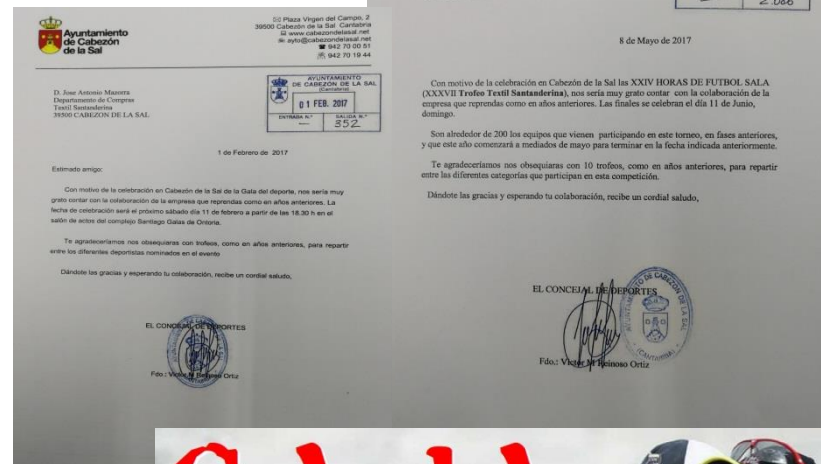 Ayuntamiento
de Cabezón
de la Sal
Plaza Virgen del Campo, 2
39500 Cabezón de la Sal Cantabria
www.cabezondelasal.net
ayto@cabezondelasal.net
942 70 00 51
942 70 19 44
D. Jose Antonio Mazorra
Departamento de Compras
Textil Santanderina
39500 CABEZON DE LA SAL
AYUNTAMIENTO
DE CABEZÓN DE LA SAL
(Cantabria)
01 FEB. 2017
ENTRADA N.º SALIDA N.º
352
1 de Febrero de 2017
Estimado amigo:
Con motivo de la celebración en Cabezón de la Sal de la Gata del deporte, nos sería muy
grato contar con la colaboración de la empresa que reprendas como en años anteriores. La
fecha de celebración será el próximo sábado día 11 de febrero a partir de las 18.30 h en el
salón de actos del complejo Santiago Galas de Ontoria.
Te agradeceríamos nos obsequiaras con trofeos, como en años anteriores, para repartir
entre los diferentes deportistas nominados en el evento
Dándote las gracias y esperando tu colaboración, recibe un cordial saludo,
EL CONCEJAL DE DEPORTES
Fdo.: Victor M Reinoso Ortiz
2.086
8 de Mayo de 2017
Con motivo de la celebración en Cabezón de la Sal las XXIV HORAS DE FUTBOL SALA
(XXXVII Trofeo Textil Santanderina), nos sería muy grato contar con la colaboración de la
empresa que reprendas como en años anteriores. Las finales se celebran el día 11 de Junio,
domingo.
Son alrededor de 200 los equipos que vienen participando en este torneo, en fases anteriores,
y que este año comenzará a mediados de mayo para terminar en la fecha indicada anteriormente.
Te agradeceríamos nos obsequiaras con 10 trofeos, como en años anteriores, para repartir
entre las diferentes categorías que participan en esta competición.
Dándote las gracias y esperando tu colaboración, recibe un cordial saludo,
EL CONCEJAL DE DEPORTES
AYUNTAMIENTO DE CABEZON DE LA SAL
(CANTABRIA)
Fdo.: Victor M Reinoso Ortiz